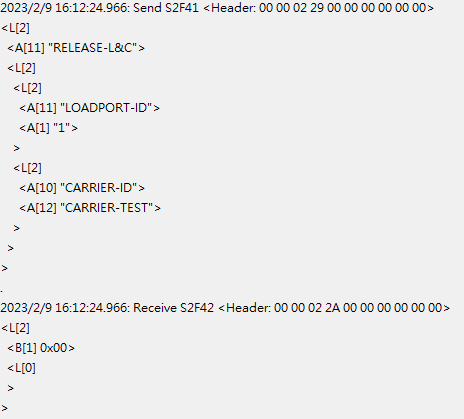 2023/2/9 16:12:24.966: Send S2F41 <Header: 00 00 02 29 00 00 00 00 00 00>
<L[2]
<A[11] "RELEASE-L&C">
<L[2]
<L[2]
<A[11] "LOADPORT-ID">
<A[1] "1">
>
<L[2]
<A[10] "CARRIER-ID">
<A[12] "CARRIER-TEST">
>
>
>
.
2023/2/9 16:12:24.966: Receive S2F42 <Header: 00 00 02 2A 00 00 00 00 00 00>
<L[2]
<B[1] 0x00>
<L[0]
>
>